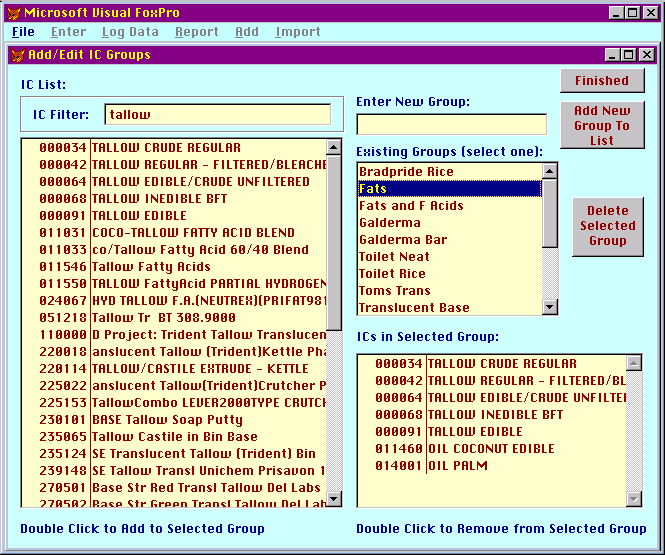 Microsoft Visual FoxPro
File Enter Log Data Report Add Import
Add/Edit IC Groups
IC List:
IC Filter: tallow
000034 TALLOW CRUDE REGULAR
000042 TALLOW REGULAR - FILTERED/BLEACHE
000064 TALLOW EDIBLE/CRUDE UNFILTERED
000068 TALLOW INEDIBLE BFT
000091 TALLOW EDIBLE
011031 COCO-TALLOW FATTY ACID BLEND
011033 co/Tallow Fatty Acid 60/40 Blend
011546 Tallow Fatty Acids
011550 TALLOW FattyAcid PARTIAL HYDROGEN
024067 HYD TALLOW F.A.(NEUTREX)(PRIFAT981
051218 Tallow Tr BT 308.9000
110000 D Project: Trident Tallow Translucen
220018 anslucent Tallow (Trident)Kettle Pha
220114 TALLOW/CASTILE EXTRUDE - KETTLE
225022 anslucent Tallow(Trident)Crutcher P
225153 TallowCombo LEVER2000TYPE CRUTCH
230101 BASE Tallow Soap Putty
235065 Tallow Castile in Bin Base
235124 SE Translucent Tallow (Trident) Bin
239148 SE Tallow Transl Unichem Prisavon 1
270501 Base Str Red Transl Tallow Del Labs
270502 Base Str Green Transl Tallow Del Lab
Double Click to Add to Selected Group
Enter New Group:
Existing Groups (select one):
Bradpride Rice
Fats
Fats and F Acids
Galderma
Galderma Bar
Toilet Neat
Toilet Rice
Toms Trans
Translucent Base
Finished
Add New
Group To
List
Delete
Selected
Group
ICs in Selected Group:
000034 TALLOW CRUDE REGULAR
000042 TALLOW REGULAR - FILTERED/BL
000064 TALLOW EDIBLE/CRUDE UNFILTE
000068 TALLOW INEDIBLE BFT
000091 TALLOW EDIBLE
011460 OIL COCONUT EDIBLE
014001 OIL PALM
Double Click to Remove from Selected Group